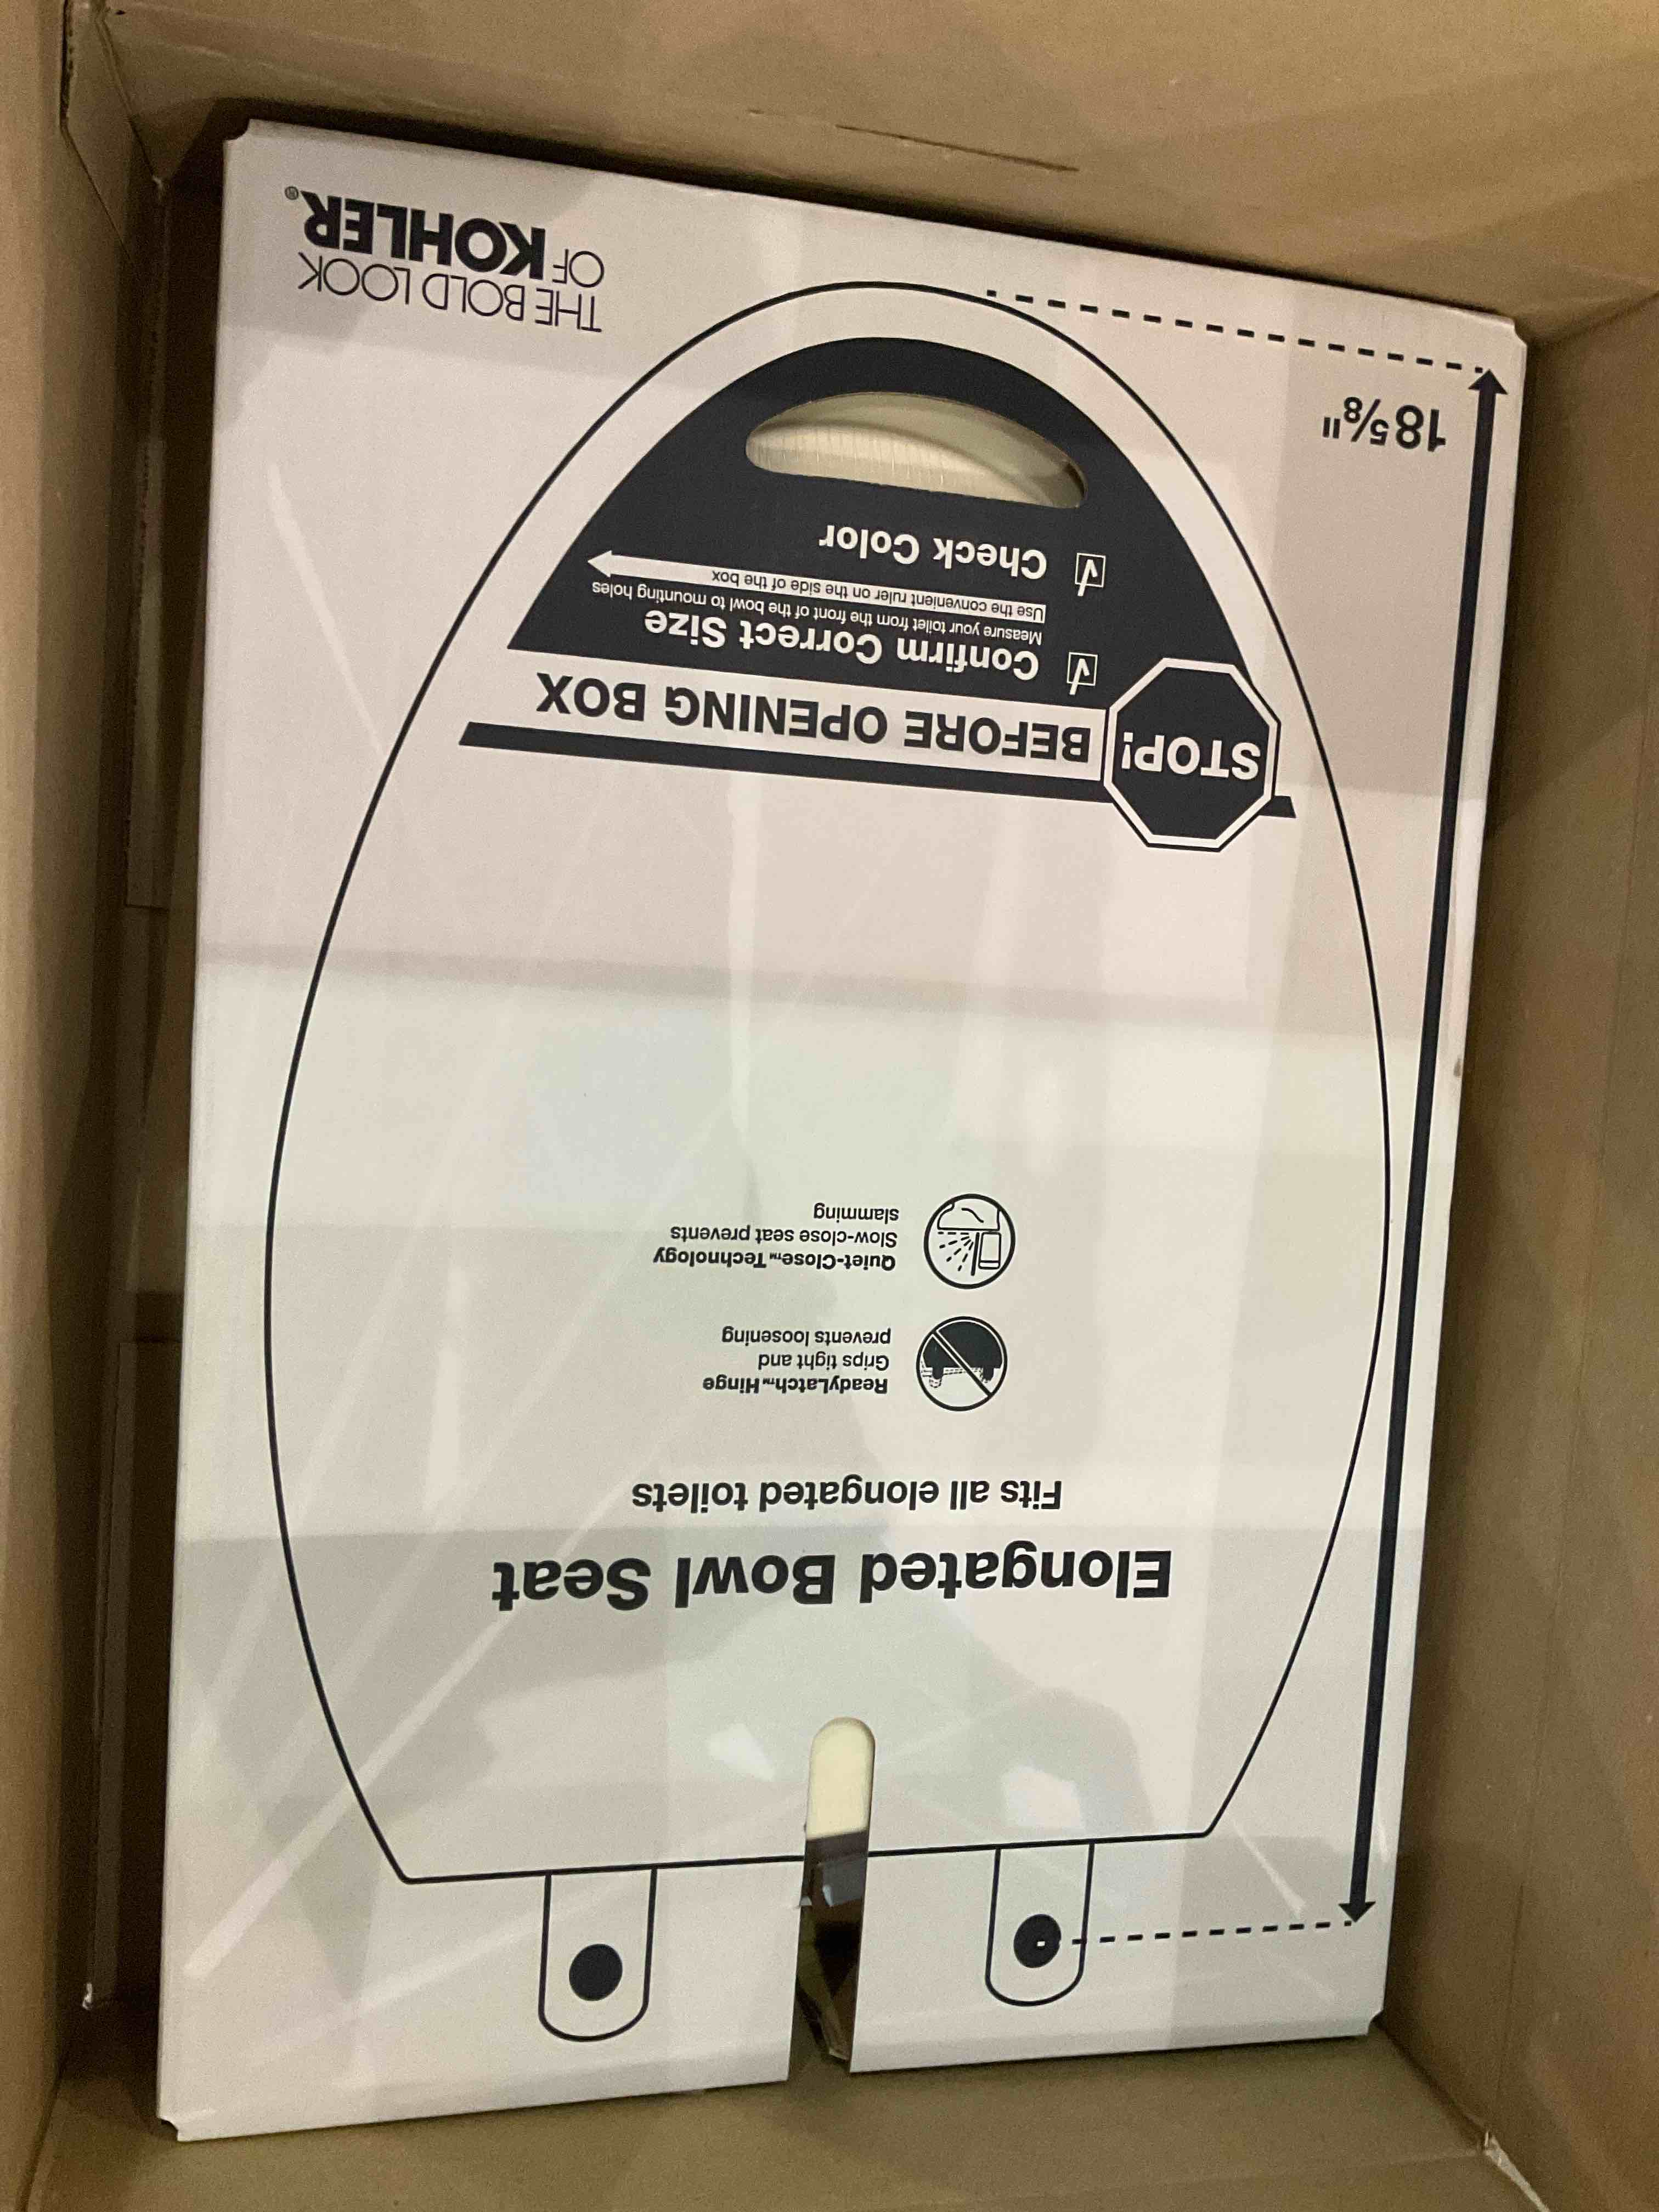 Elongated Bowl Seat
Fits all elongated toilets
ReadyLatch™ Hinge
Grips tight and
prevents loosening
Quiet-Close™ Technology
Slow-close seat prevents
slamming
STOP!
BEFORE OPENING BOX
Confirm Correct Size
Measure your toilet from the front of the bowl to mounting holes
Use the convenient ruler on the side of the box
Check Color
18 5/8"
THE BOLD LOOK
OF KOHLER®